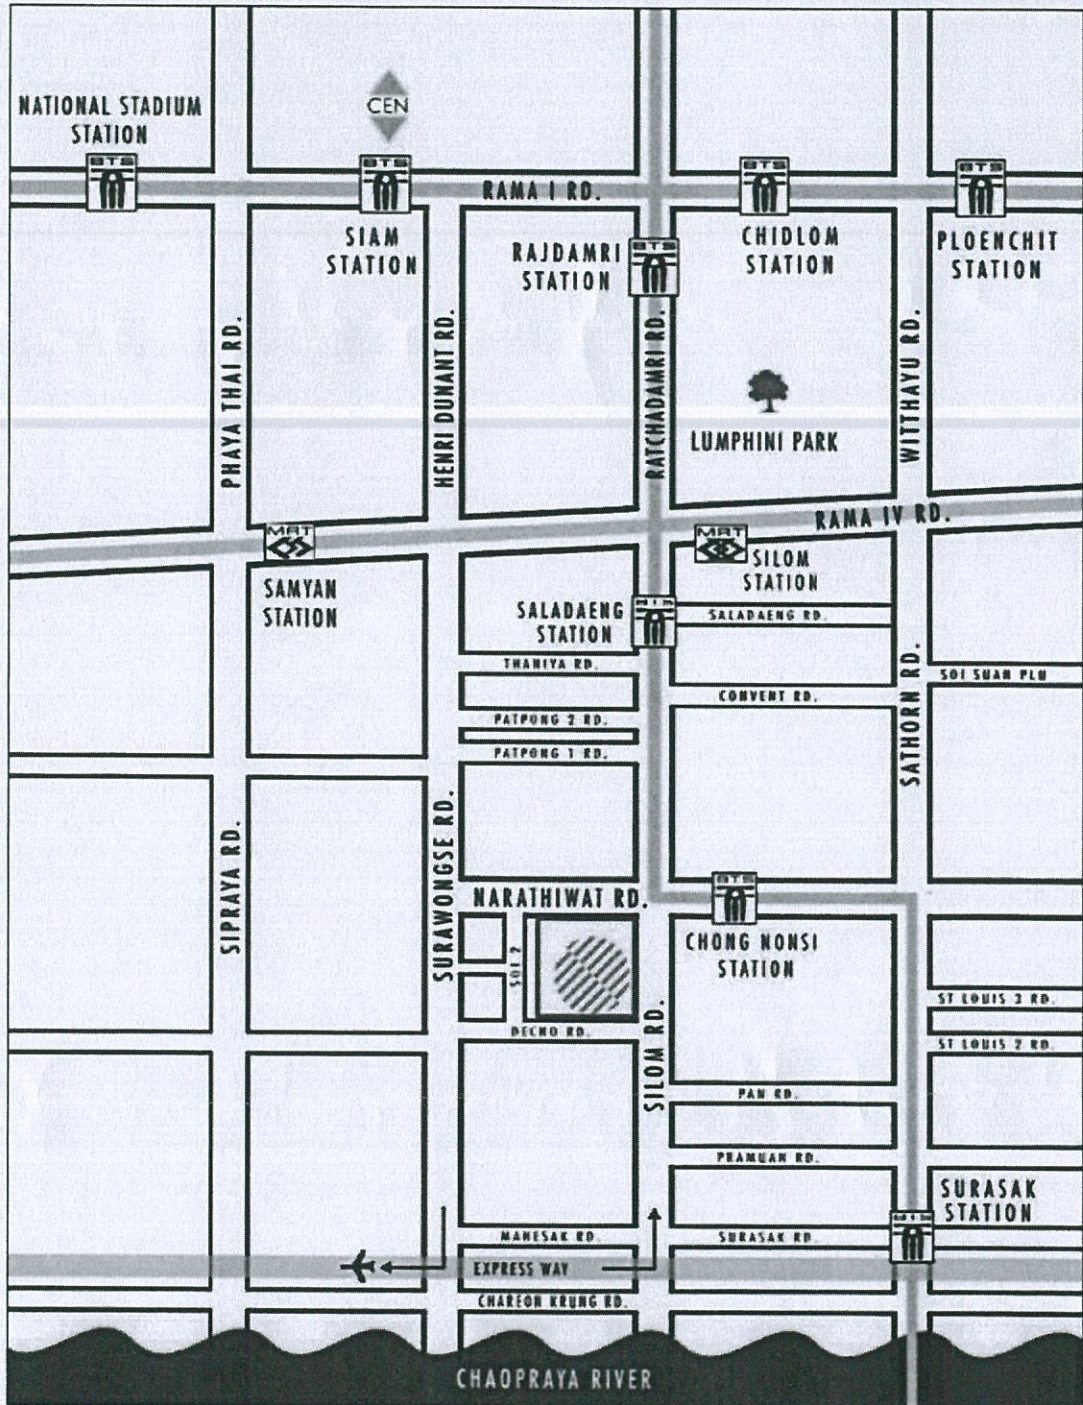 NATIONAL STADIUM
STATION
CEN
BTS
BTS
BTS
BTS
RAMA I RD.
SIAM
STATION
RAJDAMRI
STATION
BTS
CHIDLOM
STATION
PLOENCHIT
STATION
PHAYA THAI RD.
HENRI DUNANT RD.
RATCHADAMRI RD.
WITTHAYU RD.
LUMPHINI PARK
RAMA IV RD.
MRT
MRT
SAMYAN
STATION
SILOM
STATION
SALADAENG
STATION
BTS
SALADAENG RD.
THANIYA RD.
SOI SUAN PLU
CONVENT RD.
PATPONG 2 RD.
PATPONG 1 RD.
SATHORN RD.
SIPRAYA RD.
SURAWONGSE RD.
NARATHIWAT RD.
BTS
CHONG NONSI
STATION
SOI 2
DECHO RD.
SILOM RD.
ST LOUIS 3 RD.
ST LOUIS 2 RD.
PAN RD.
PRAMUAN RD.
SURASAK
STATION
BTS
MAHESAK RD.
SURASAK RD.
EXPRESS WAY
CHAREON KRUNG RD.
CHAOPRAYA RIVER